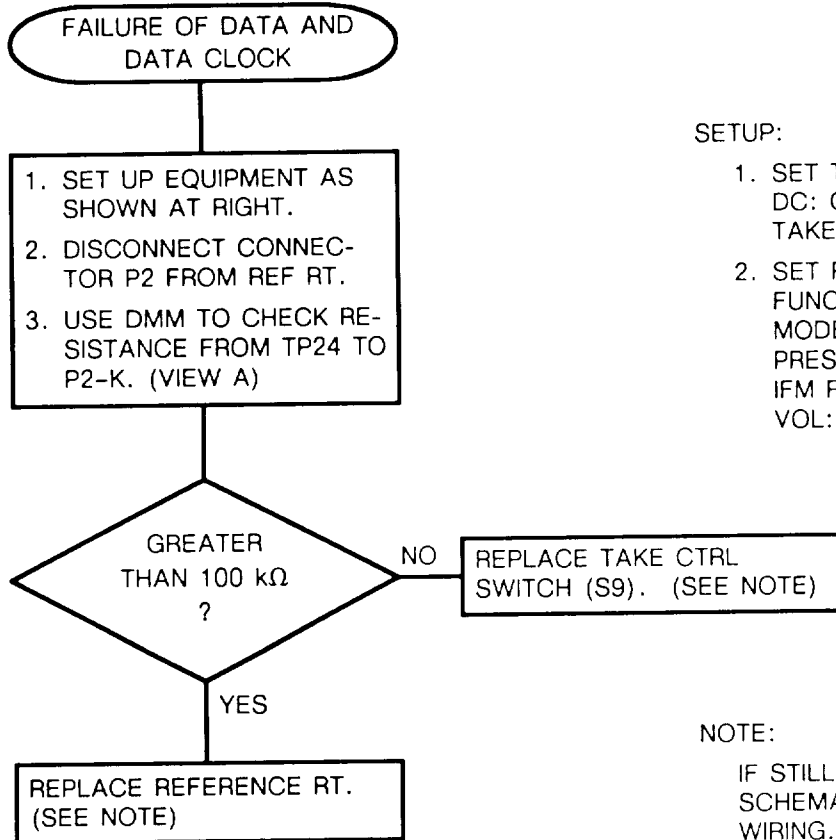 FAILURE OF DATA AND
DATA CLOCK
1. SET UP EQUIPMENT AS
SHOWN AT RIGHT.
2. DISCONNECT CONNEC-
TOR P2 FROM REF RT.
3. USE DMM TO CHECK RE-
SISTANCE FROM TP24 TO
P2-K. (VIEW A)
GREATER
THAN 100 kΩ
?
NO
REPLACE TAKE CTRL
SWITCH (S9). (SEE NOTE)
YES
REPLACE REFERENCE RT.
(SEE NOTE)
SETUP:
1. SET
DC:
TAKE
2. SET
MODE
IFM
VOL:
NOTE:
IF STILL
WIRING.